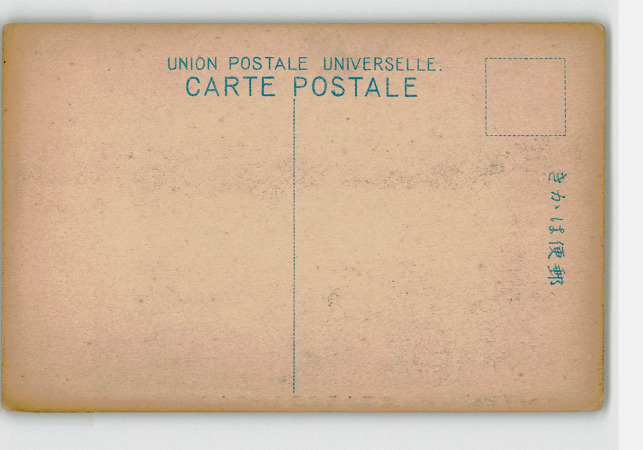 UNION POSTALE UNIVERSELLE.
CARTE POSTALE
きかは便郵